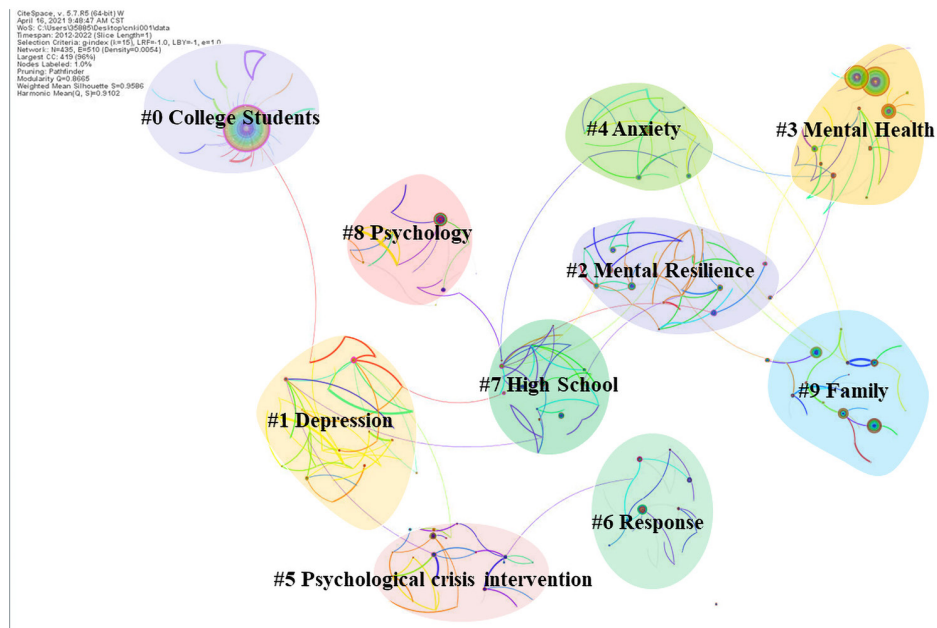 CiteSpace, v. 5.7.R5 (64-bit) W
April 16, 2021 9:48:47 AM CST
WoS: C:\Users\35885\Desktop\cnki001\data
Timespan: 2012-2022 (Slice Length=1)
Selection Criteria: g-index (k=15), LRF=-1.0, LBY=-1, e=1.0
Network: N=435, E=510 (Density=0.0054)
Largest CC: 419 (96%)
Nodes Labeled: 1.0%
Pruning: Pathfinder
Modularity Q=0.8665
Weighted Mean Silhouette S=0.9586
Harmonic Mean(Q, S)=0.9102
#0 College Students
#4 Anxiety
#3 Mental Health
#8 Psychology
#2 Mental Resilience
#7 High School
#9 Family
#1 Depression
#6 Response
#5 Psychological crisis intervention